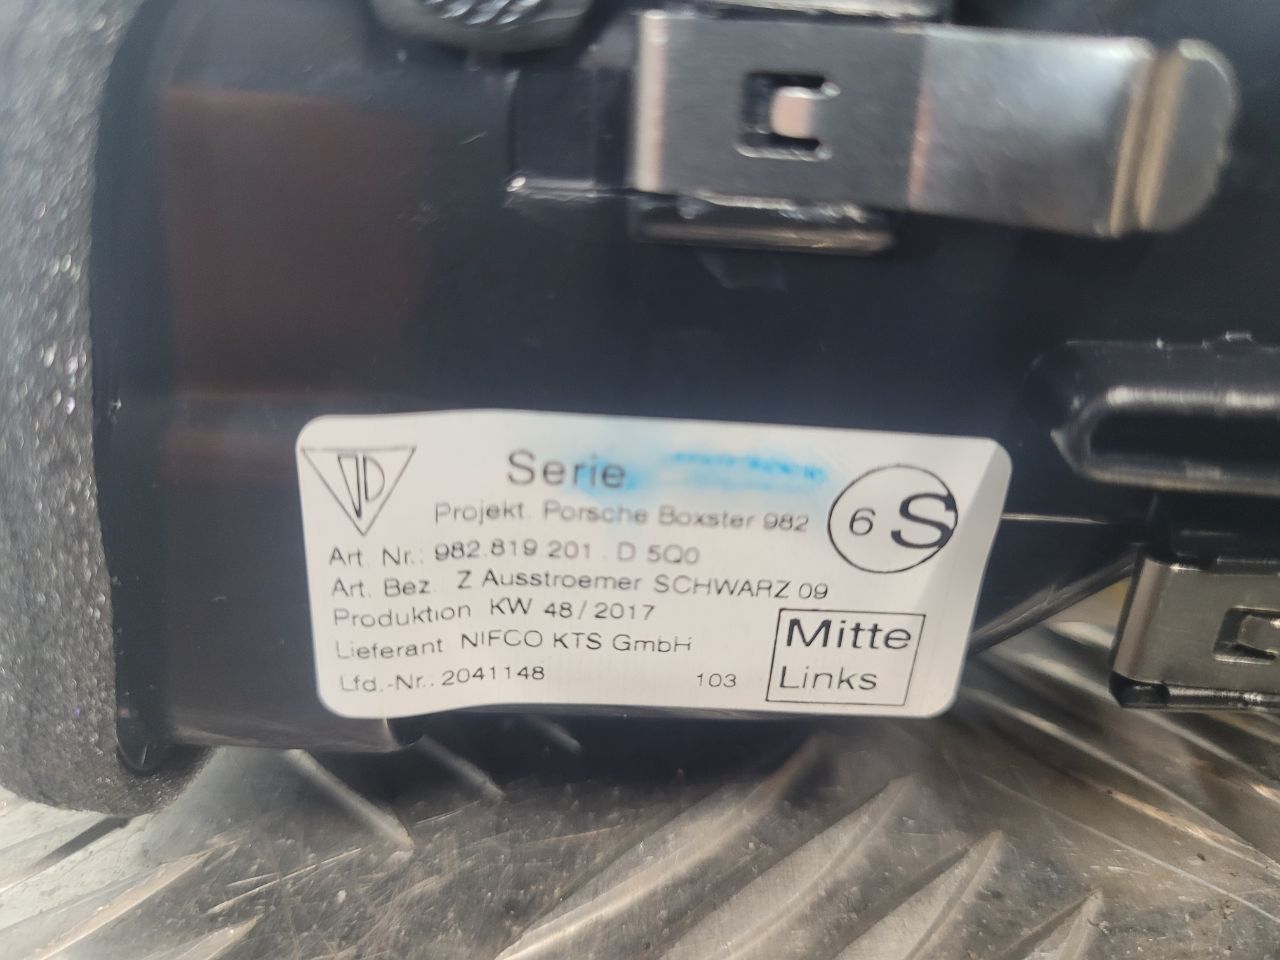 JD
Serie
Projekt. Porsche Boxster 982
6 S
Art. Nr.: 982.819 201 . D 5Q0
Art. Bez. Z Ausstroemer SCHWARZ 09
Produktion KW 48/2017
Lieferant NIFCO KTS GmbH
Lfd.-Nr.: 2041148 103
Mitte
Links